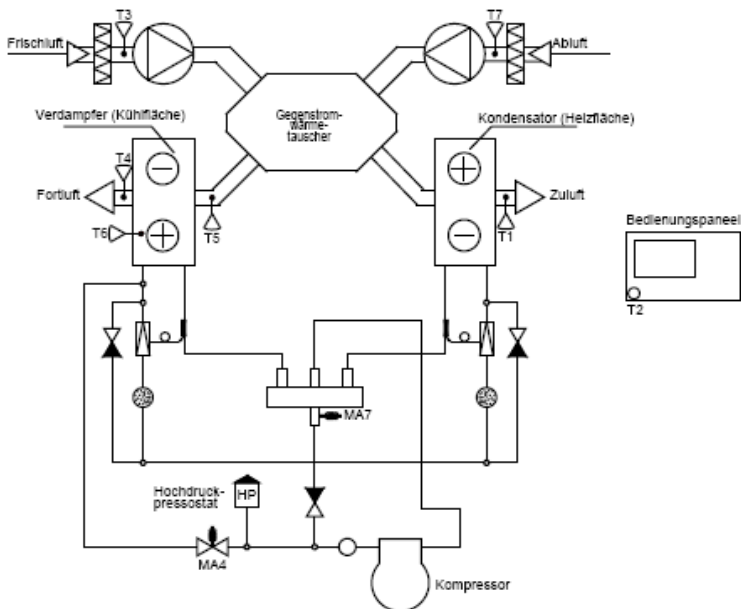 T3
T7
Frischluft
Abluft
Verdampfer (Kühlfläche)
Gegenstrom-
wärme-
tauscher
Kondensator (Heizfläche)
T4
Fortluft
T5
T6
T1
Zuluft
Bedienungspaneel
T2
MA7
Hochdruck-
pressostat
HP
MA4
Kompressor